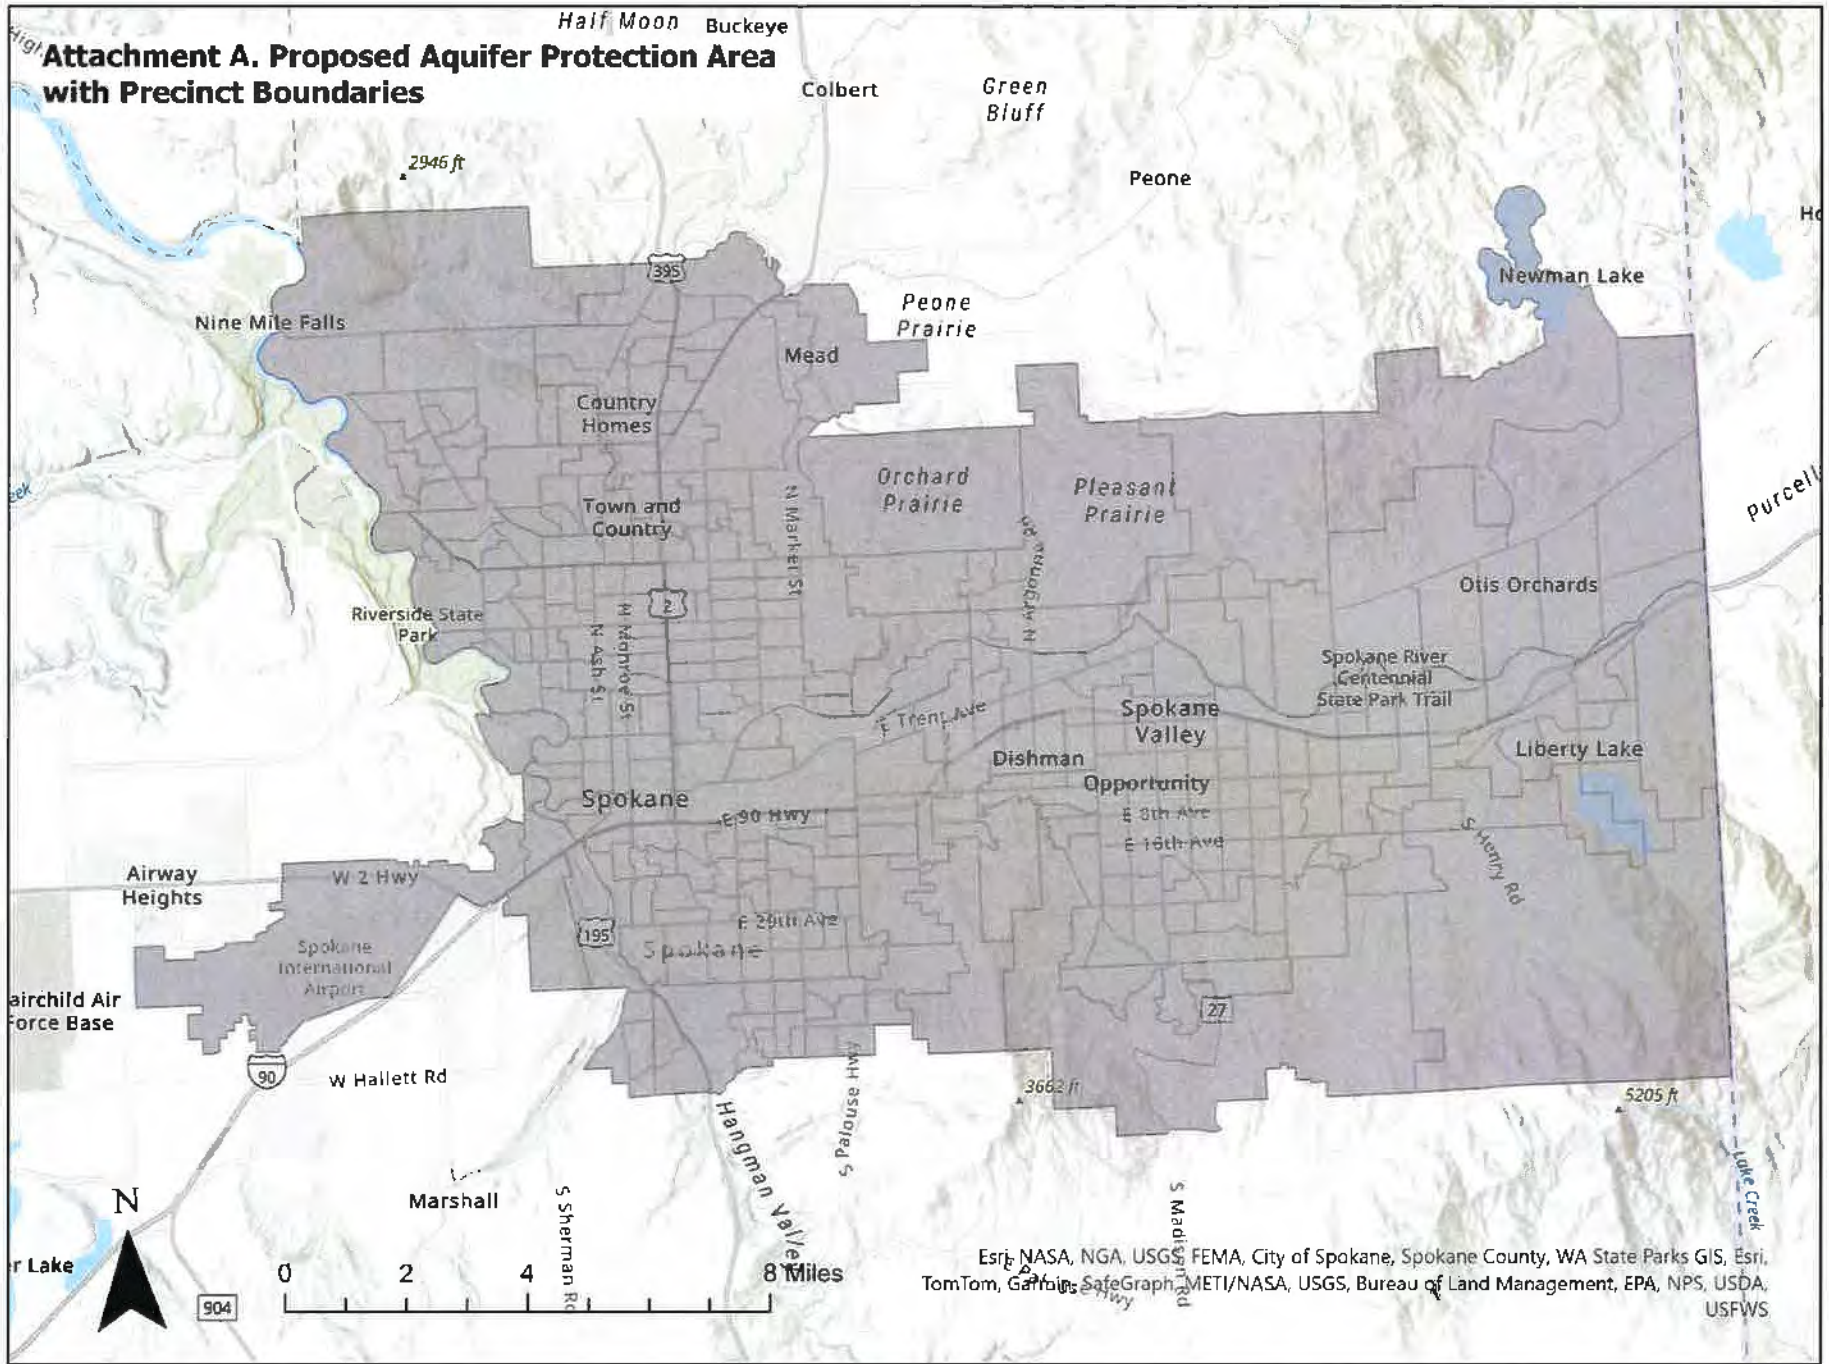 Half Moon
Buckeye
Attachment A. Proposed Aquifer Protection Area
with Precinct Boundaries
Colbert
Green
Bluff
2946 ft
Peone
395
Newman Lake
Nine Mile Falls
Peone
Prairie
Mead
Country
Homes
Orchard
Prairie
Pleasant
Prairie
Purcell
Town and
Country
N Market St
N Argonne Rd
2
Otis Orchards
Riverside State
Park
N Ash St
N Monroe St
Spokane River
Centennial
State Park Trail
E Trent Ave
Spokane
Valley
Dishman
Liberty Lake
Opportunity
Spokane
E 90 Hwy
E 8th Ave
E 16th Ave
S Henry Rd
Airway
Heights
W 2 Hwy
E 29th Ave
195
Spokane
Spokane
International
Airport
airchild Air
Force Base
27
90
W Hallett Rd
3662 ft
5205 ft
S Palouse Hwy
Hangman Valley
Lake Creek
N
Marshall
S Sherman Rd
S Madison Rd
er Lake
0 2 4 8 Miles
904
Esri, NASA, NGA, USGS, FEMA, City of Spokane, Spokane County, WA State Parks GIS, Esri,
TomTom, Garmin, SafeGraph, METI/NASA, USGS, Bureau of Land Management, EPA, NPS, USDA,
USFWS